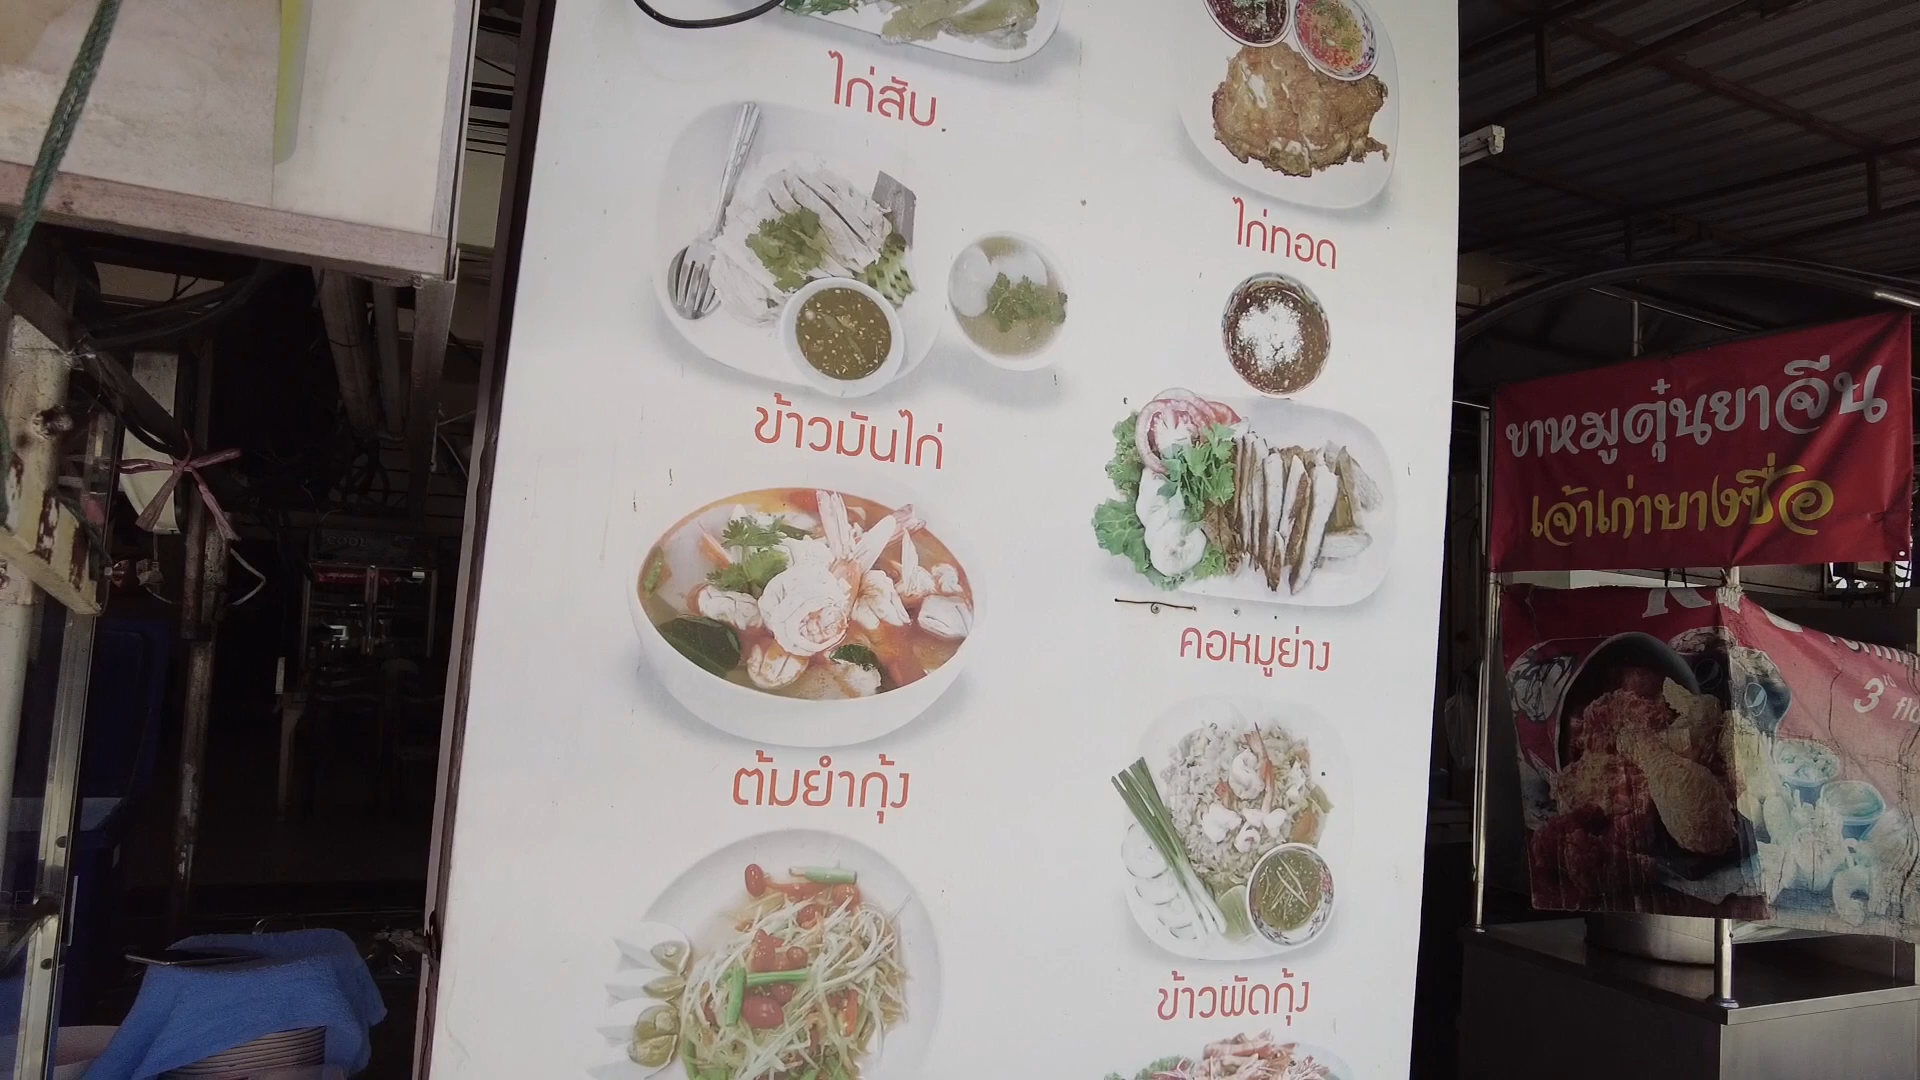 ไก่สับ
ข้าวมันไก่
ต้มยำกุ้ง
ไก่ทอด
คอหมูย่าง
ข้าวผัดกุ้ง
ขาหมูตุ๋นยาจีน
เจ้าเก่าบางซื่อ
3